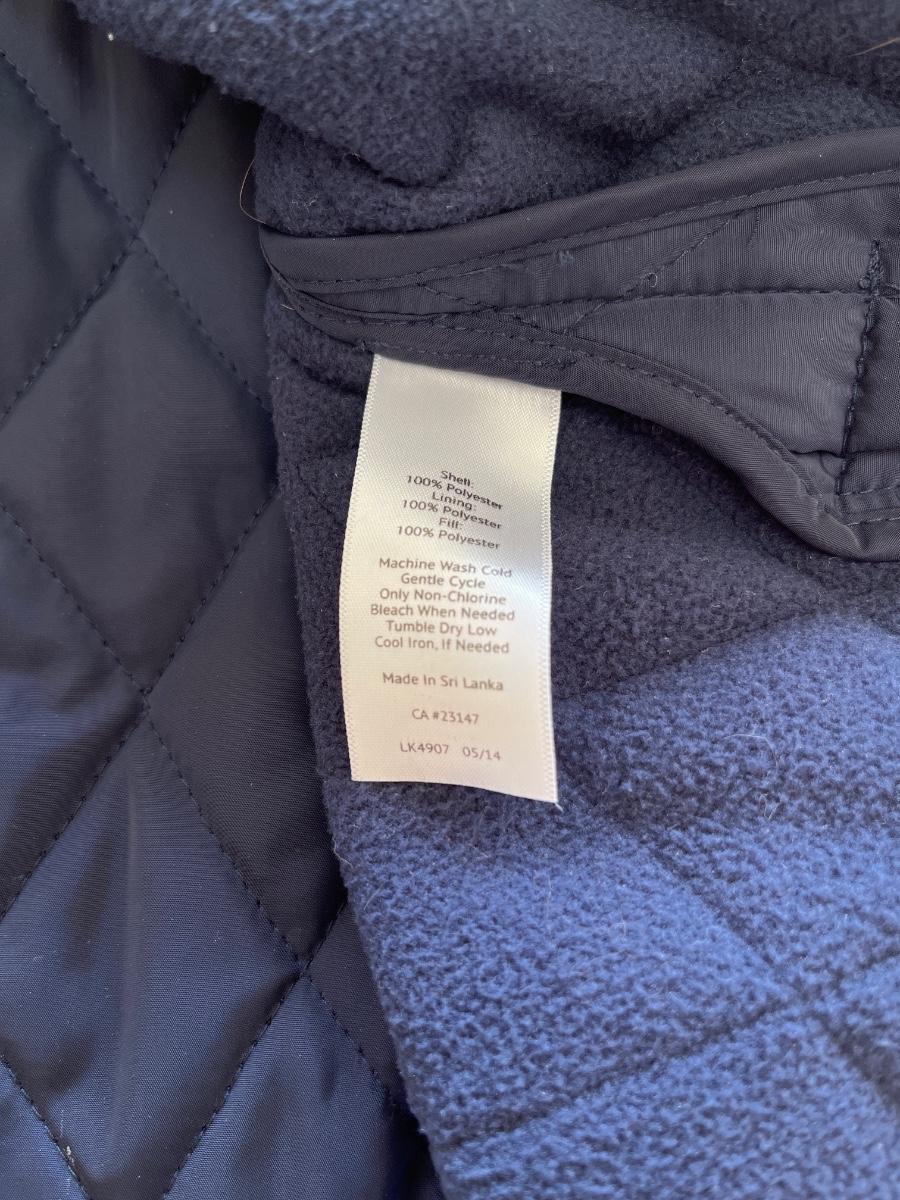 Shell:
100% Polyester
Lining:
100% Polyester
Fill:
100% Polyester
Machine Wash Cold
Gentle Cycle
Only Non-Chlorine
Bleach When Needed
Tumble Dry Low
Cool Iron, If Needed
Made In Sri Lanka
CA #23147
LK4907 05/14